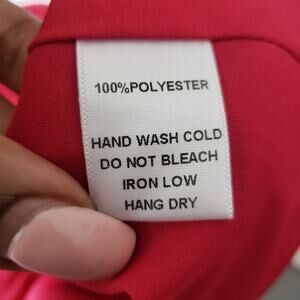 100%POLYESTER
HAND WASH COLD
DO NOT BLEACH
IRON LOW
HANG DRY